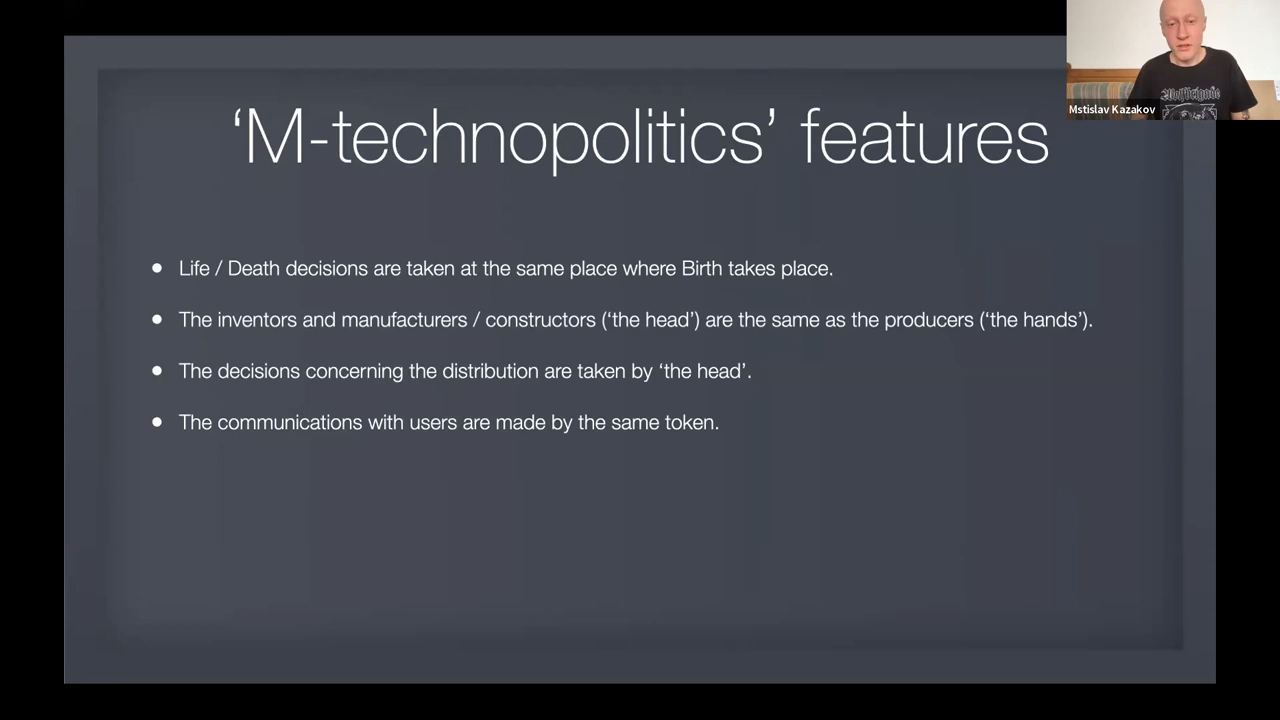 ‘M-technopolitics’ features
Mstislav Kazakov
Wolfbrigade
Life / Death decisions are taken at the same place where Birth takes place.
The inventors and manufacturers / constructors (‘the head’) are the same as the producers (‘the hands’).
The decisions concerning the distribution are taken by ‘the head’.
The communications with users are made by the same token.